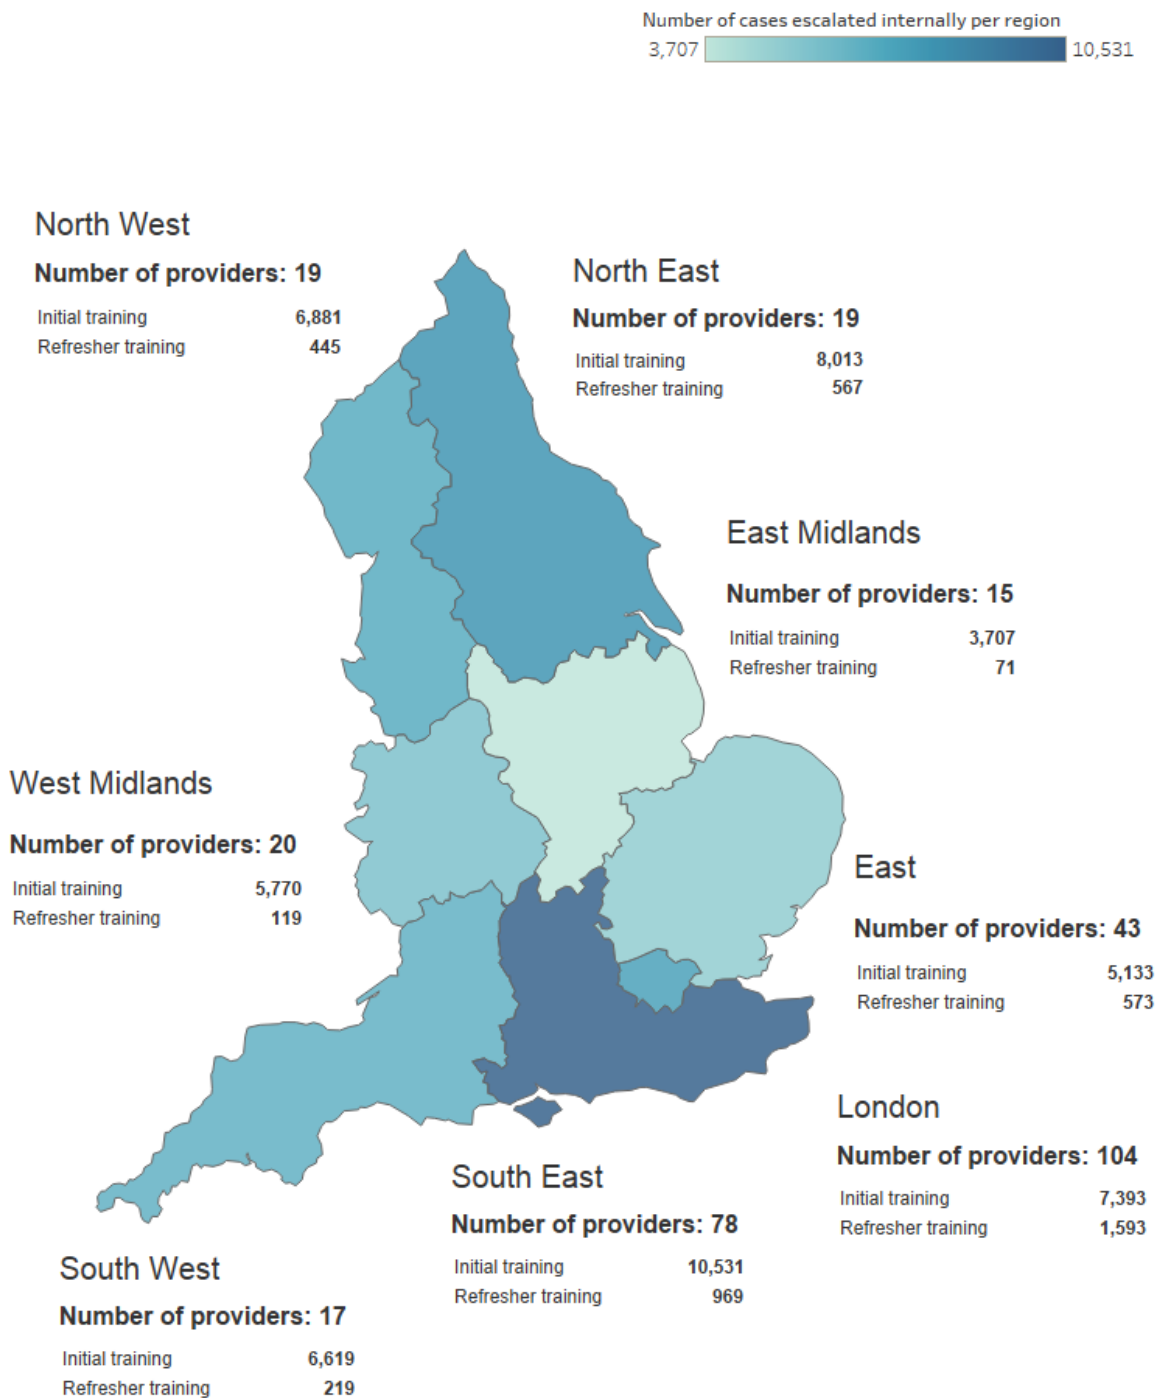 Number of cases escalated internally per region
3,707 10,531
North West
Number of providers: 19
Initial training 6,881
Refresher training 445
North East
Number of providers: 19
Initial training 8,013
Refresher training 567
East Midlands
Number of providers: 15
Initial training 3,707
Refresher training 71
West Midlands
Number of providers: 20
Initial training 5,770
Refresher training 119
East
Number of providers: 43
Initial training 5,133
Refresher training 573
London
Number of providers: 104
Initial training 7,393
Refresher training 1,593
South East
Number of providers: 78
Initial training 10,531
Refresher training 969
South West
Number of providers: 17
Initial training 6,619
Refresher training 219